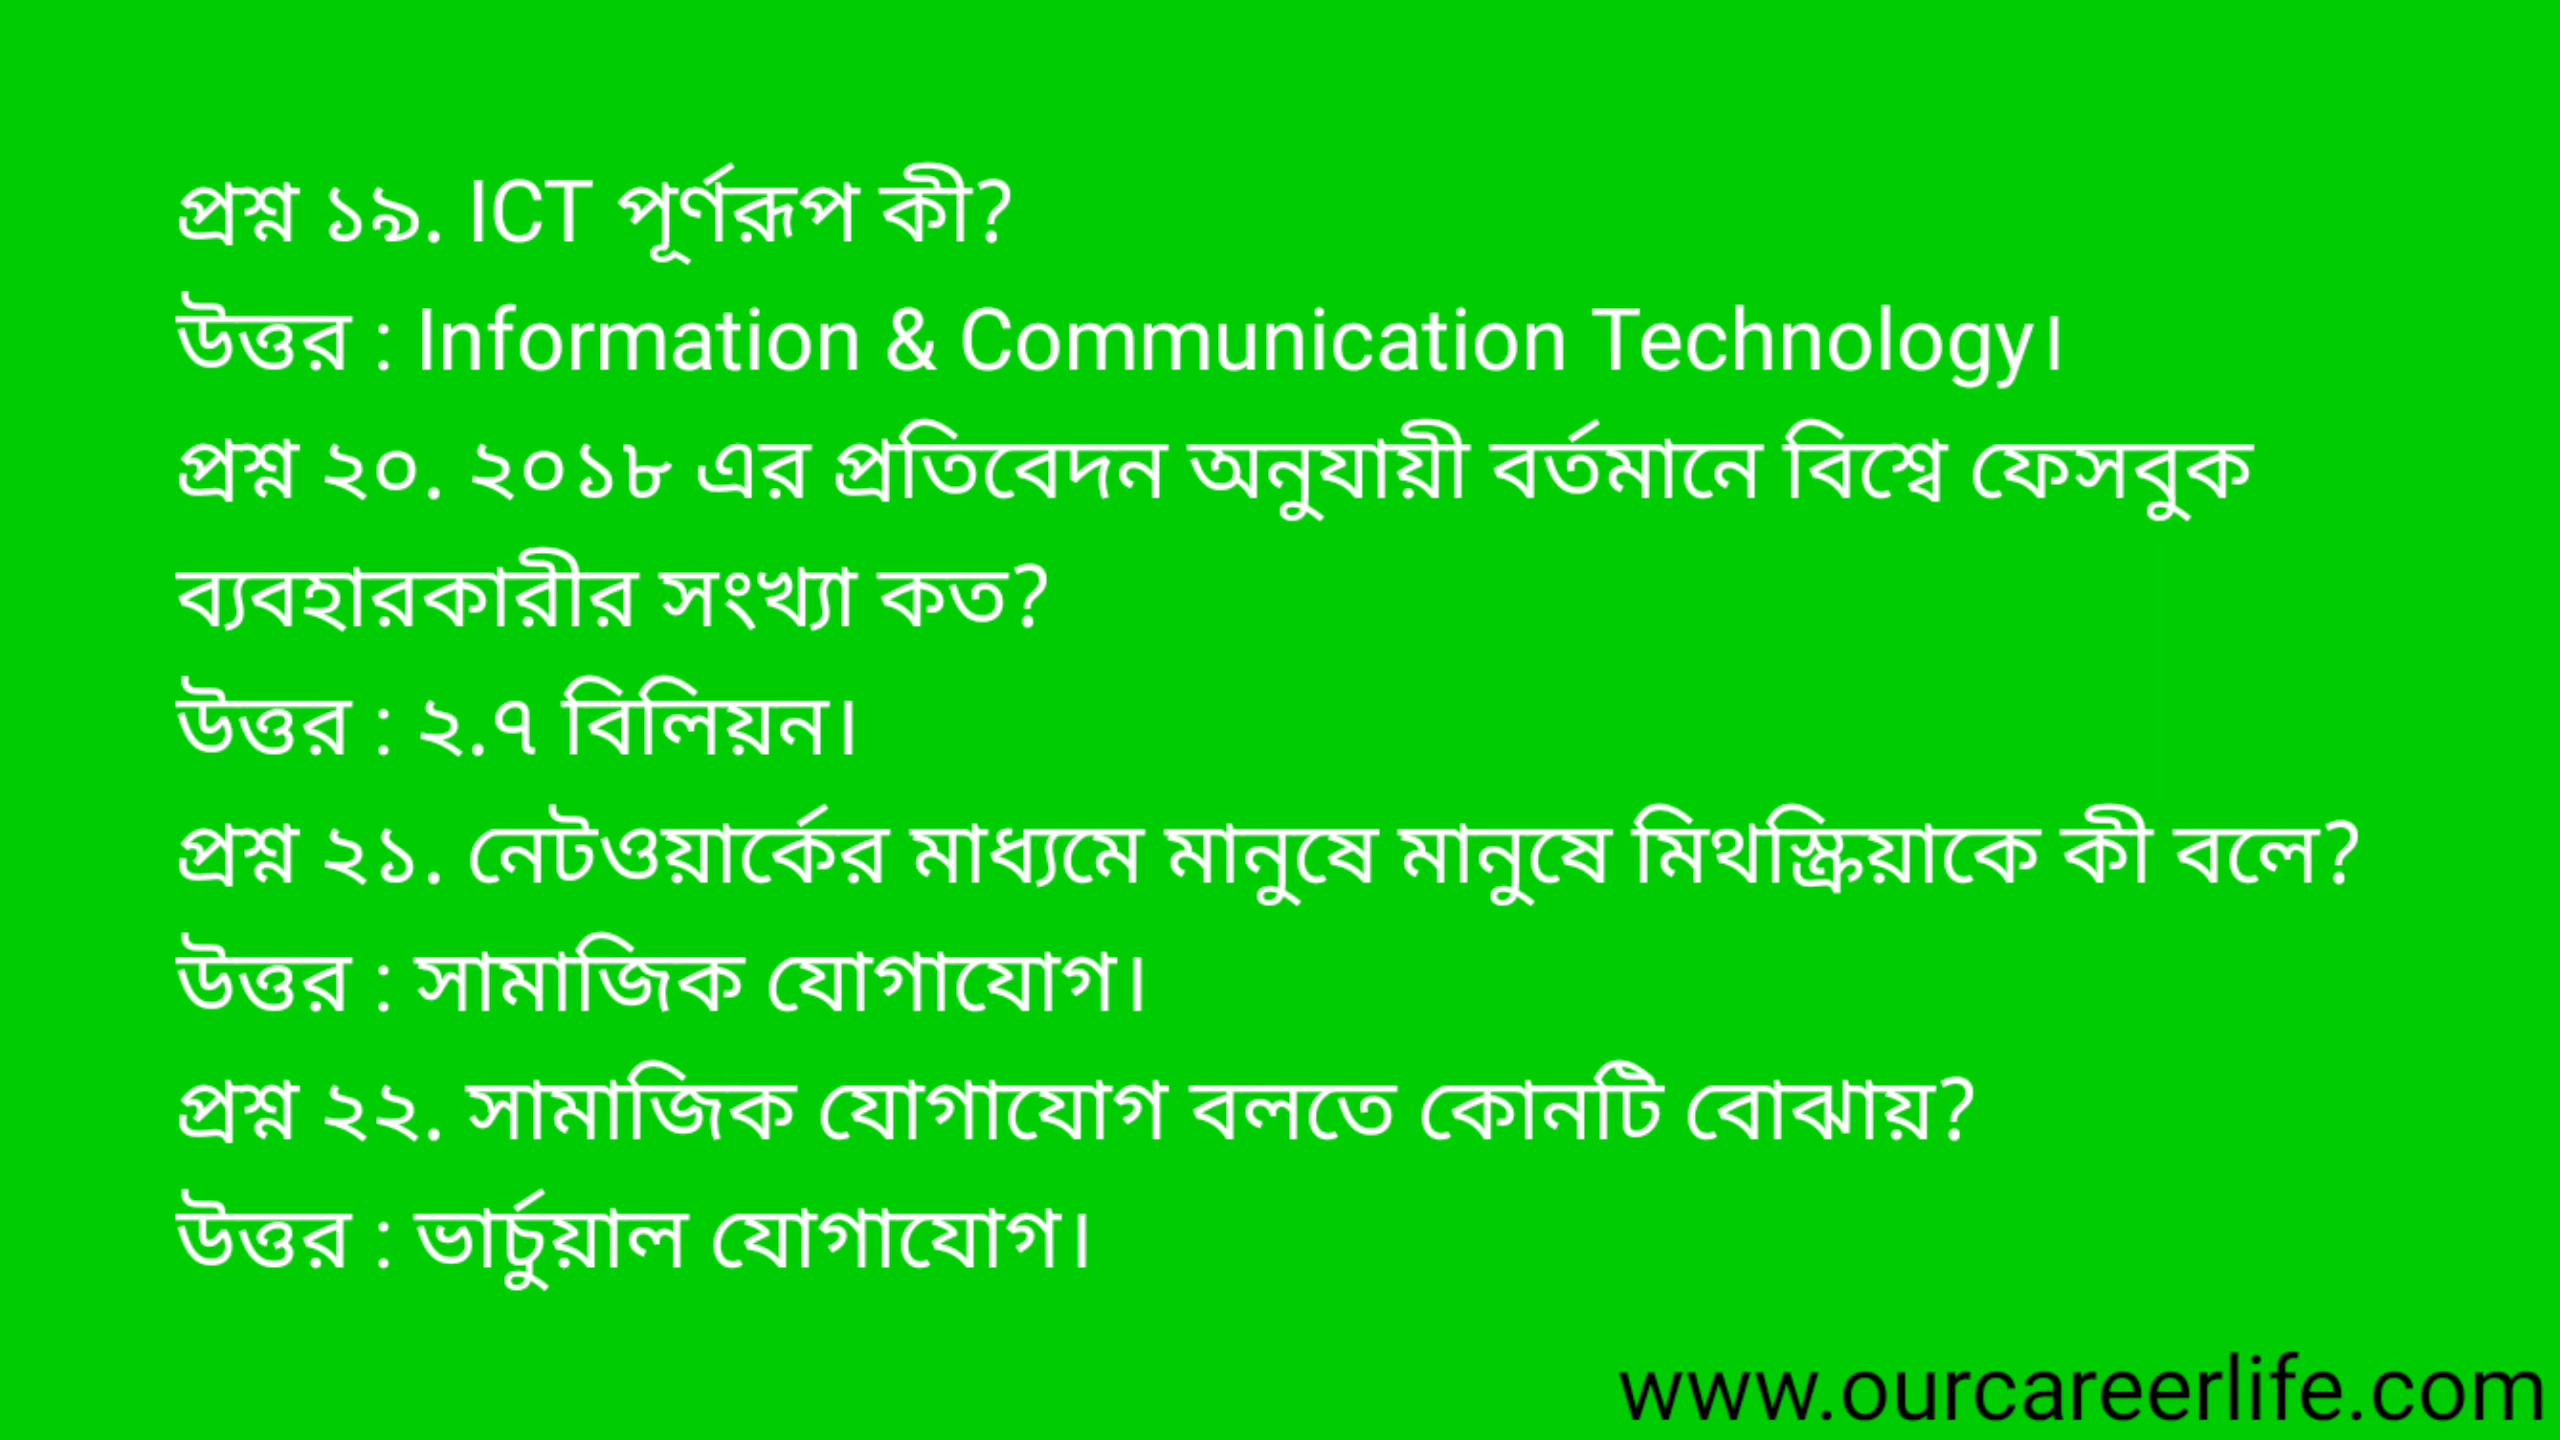 প্রশ্ন ১৯. ICT পূর্ণরূপ কী?
উত্তর : Information & Communication Technology।
প্রশ্ন ২০. ২০১৮ এর প্রতিবেদন অনুযায়ী বর্তমানে বিশ্বে ফেসবুক
ব্যবহারকারীর সংখ্যা কত?
উত্তর : ২.৭ বিলিয়ন।
প্রশ্ন ২১. নেটওয়ার্কের মাধ্যমে মানুষে মানুষে মিথস্ক্রিয়াকে কী বলে?
উত্তর : সামাজিক যোগাযোগ।
প্রশ্ন ২২. সামাজিক যোগাযোগ বলতে কোনটি বোঝায়?
উত্তর : ভার্চুয়াল যোগাযোগ।
www.ourcareerlife.com